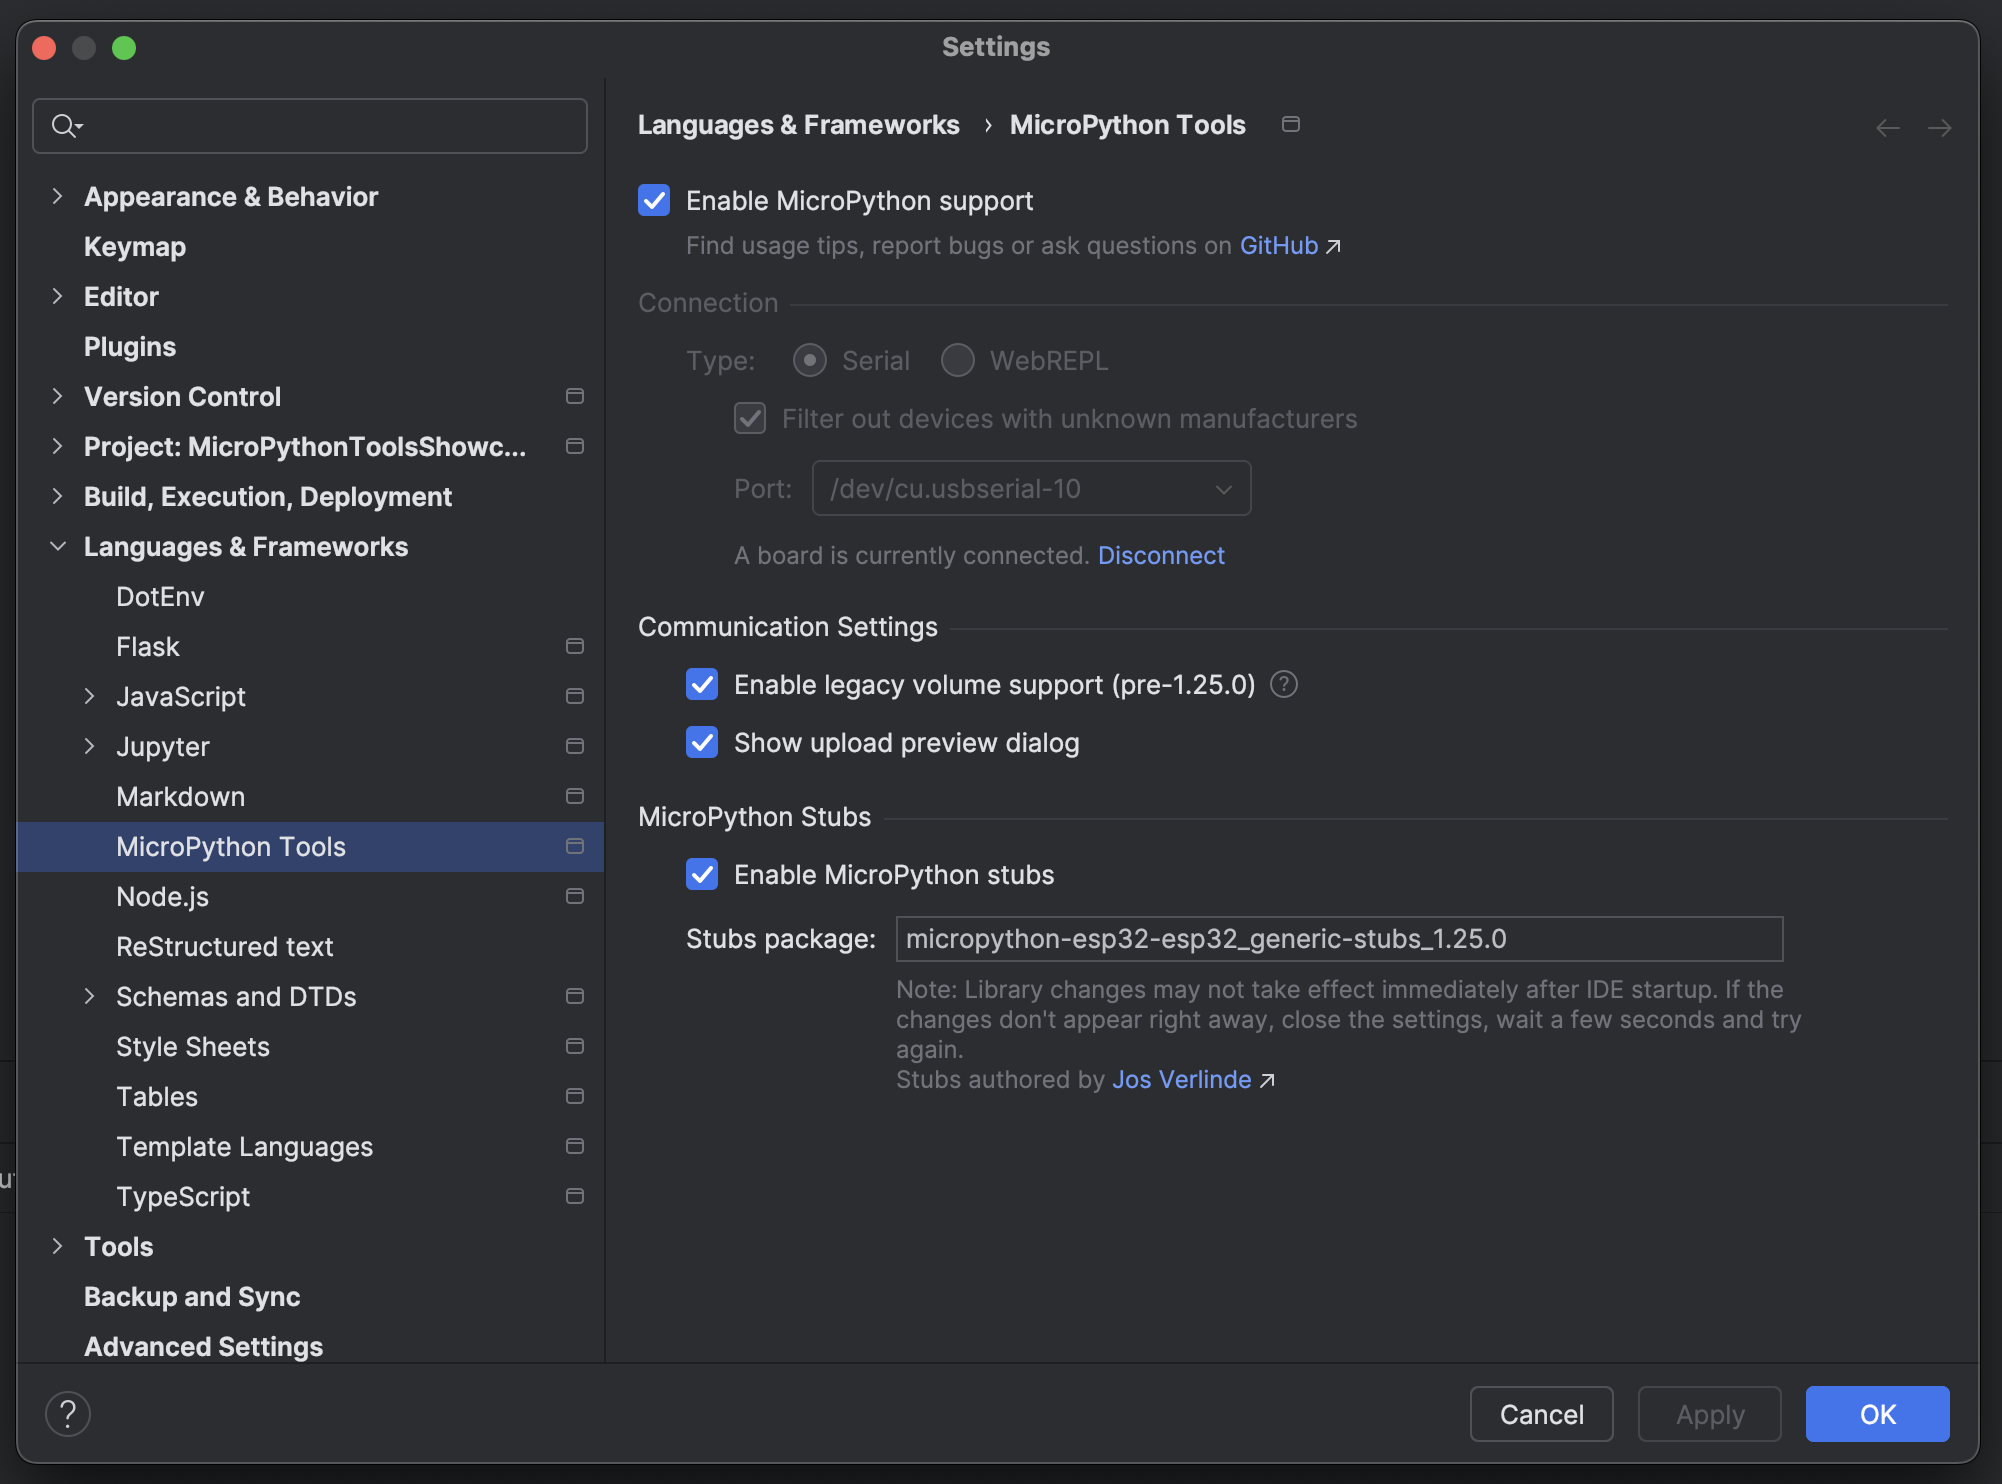 Settings
Appearance & Behavior
Keymap
Editor
Plugins
Version Control
Project: MicroPythonToolsShowc...
Build, Execution, Deployment
Languages & Frameworks
DotEnv
Flask
JavaScript
Jupyter
Markdown
MicroPython Tools
Node.js
ReStructured text
Schemas and DTDs
Style Sheets
Tables
Template Languages
TypeScript
Tools
Backup and Sync
Advanced Settings
Languages & Frameworks › MicroPython Tools
Enable MicroPython support
Find usage tips, report bugs or ask questions on GitHub ↗
Connection
Type: Serial WebREPL
Filter out devices with unknown manufacturers
Port: /dev/cu.usbserial-10
A board is currently connected. Disconnect
Communication Settings
Enable legacy volume support (pre-1.25.0) ?
Show upload preview dialog
MicroPython Stubs
Enable MicroPython stubs
Stubs package: micropython-esp32-esp32_generic-stubs_1.25.0
Note: Library changes may not take effect immediately after IDE startup. If the
changes don't appear right away, close the settings, wait a few seconds and try
again.
Stubs authored by Jos Verlinde ↗
? Cancel Apply OK